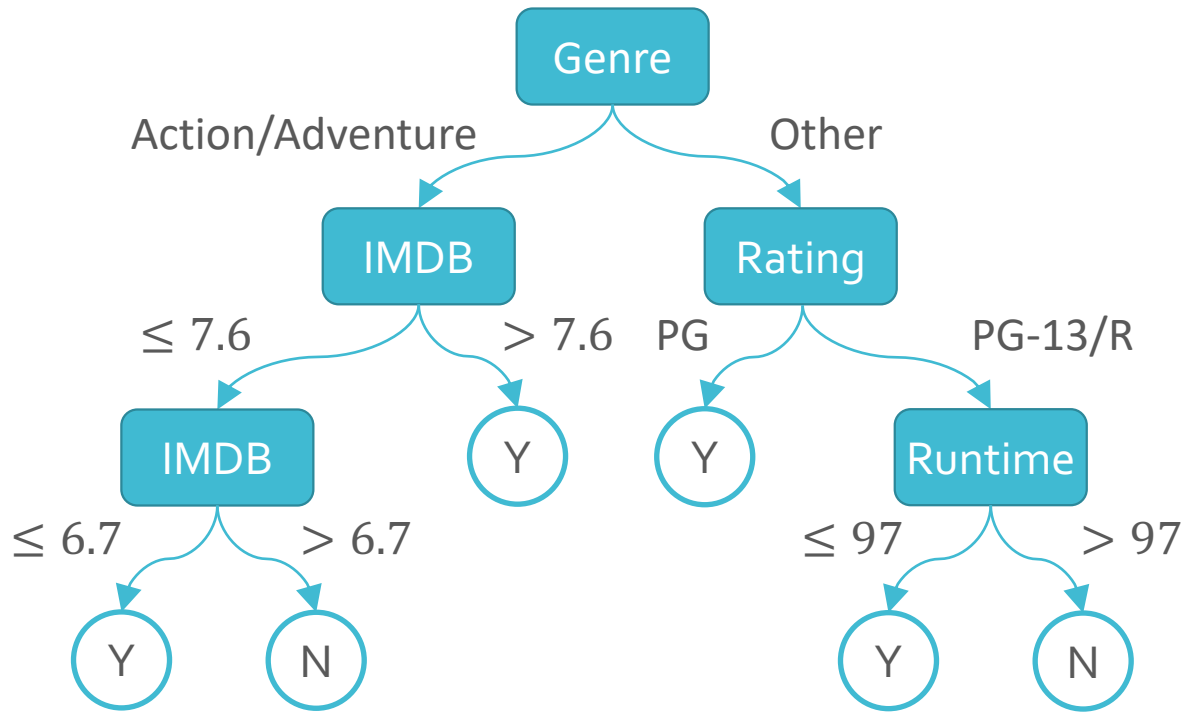 Genre
Action/Adventure
Other
IMDB
Rating
≤ 7.6
> 7.6
PG
PG-13/R
IMDB
Y
Y
Runtime
≤ 6.7
> 6.7
≤ 97
> 97
Y
N
Y
N